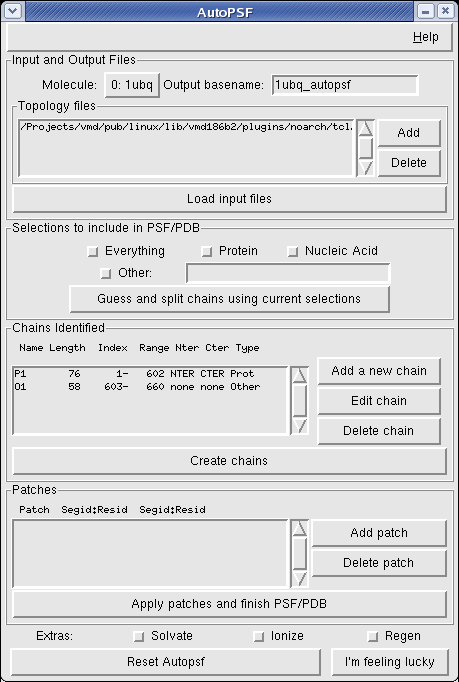 AutoPSF
Help
Input and Output Files
Molecule: 0: 1ubq Output basename: 1ubq_autopsf
Topology files
/Projects/vmd/pub/linux/lib/vmd186b2/plugins/noarch/tcl.
Add
Delete
Load input files
Selections to include in PSF/PDB
Everything Protein Nucleic Acid
Other:
Guess and split chains using current selections
Chains Identified
Name Length Index Range Nter Cter Type
P1 76 1- 602 NTER CTER Prot
O1 58 603- 660 none none Other
Add a new chain
Edit chain
Delete chain
Create chains
Patches
Patch Segid:Resid Segid:Resid
Add patch
Delete patch
Apply patches and finish PSF/PDB
Extras: Solvate Ionize Regen
Reset Autopsf I'm feeling lucky